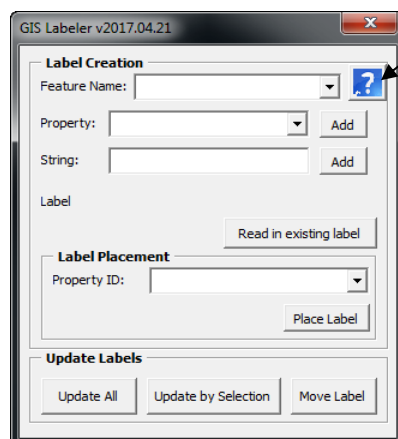 GIS Labeler v2017.04.21
Label Creation
Feature Name:
?
Property: Add
String: Add
Label
Read in existing label
Label Placement
Property ID:
Place Label
Update Labels
Update All Update by Selection Move Label